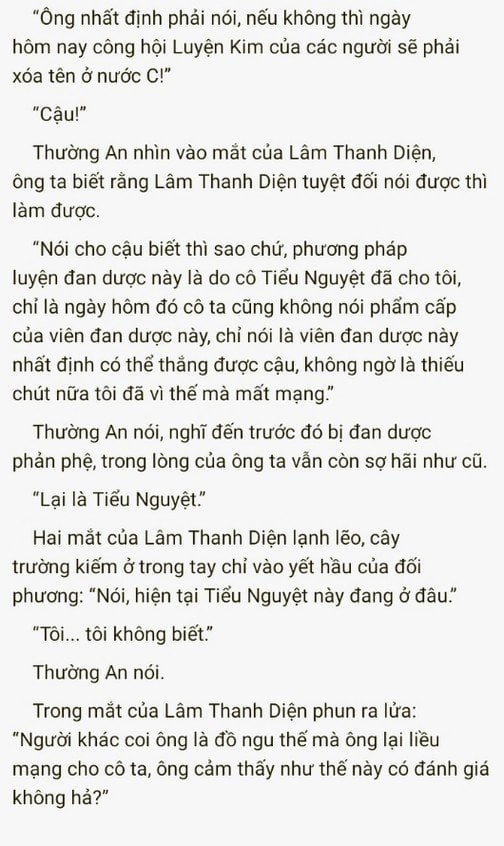 “Ông nhất định phải nói, nếu không thì ngày
hôm nay công hội Luyện Kim của các người sẽ phải
xóa tên ở nước C!”
“Cậu!”
Thường An nhìn vào mắt của Lâm Thanh Diện,
ông ta biết rằng Lâm Thanh Diện tuyệt đối nói được thì
làm được.
“Nói cho cậu biết thì sao chứ, phương pháp
luyện đan dược này là do cô Tiểu Nguyệt đã cho tôi,
chỉ là ngày hôm đó cô ta cũng không nói phẩm cấp
của viên đan dược này, chỉ nói là viên đan dược này
nhất định có thể thắng được cậu, không ngờ là thiếu
chút nữa tôi đã vì thế mà mất mạng.”
Thường An nói, nghĩ đến trước đó bị đan dược
phản phệ, trong lòng của ông ta vẫn còn sợ hãi như cũ.
“Lại là Tiểu Nguyệt.”
Hai mắt của Lâm Thanh Diện lạnh lẽo, cây
trường kiếm ở trong tay chỉ vào yết hầu của đối
phương: “Nói, hiện tại Tiểu Nguyệt này đang ở đâu.”
“Tôi... tôi không biết.”
Thường An nói.
Trong mắt của Lâm Thanh Diện phun ra lửa:
“Người khác coi ông là đồ ngu thế mà ông lại liều
mạng cho cô ta, ông cảm thấy như thế này có đánh giá
không hả?”